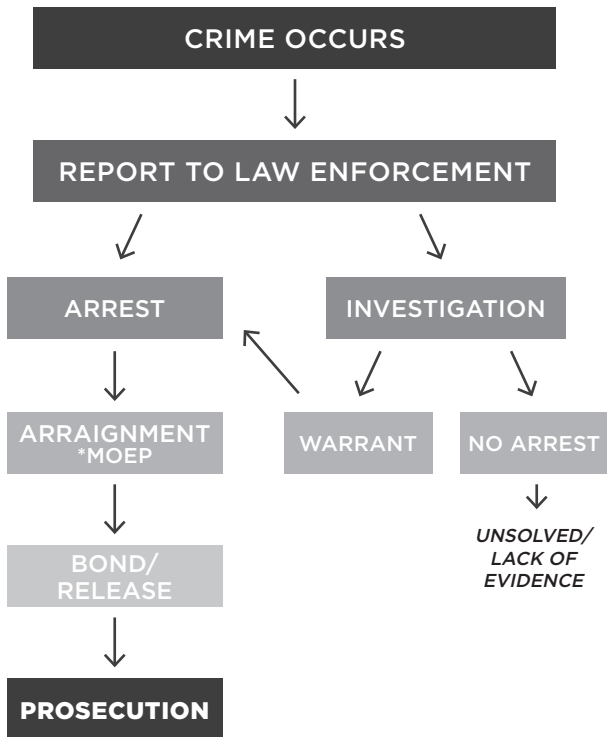 CRIME OCCURS
REPORT TO LAW ENFORCEMENT
ARREST
INVESTIGATION
ARRAIGNMENT
*MOEP
WARRANT
NO ARREST
BOND/
RELEASE
UNSOLVED/
LACK OF
EVIDENCE
PROSECUTION